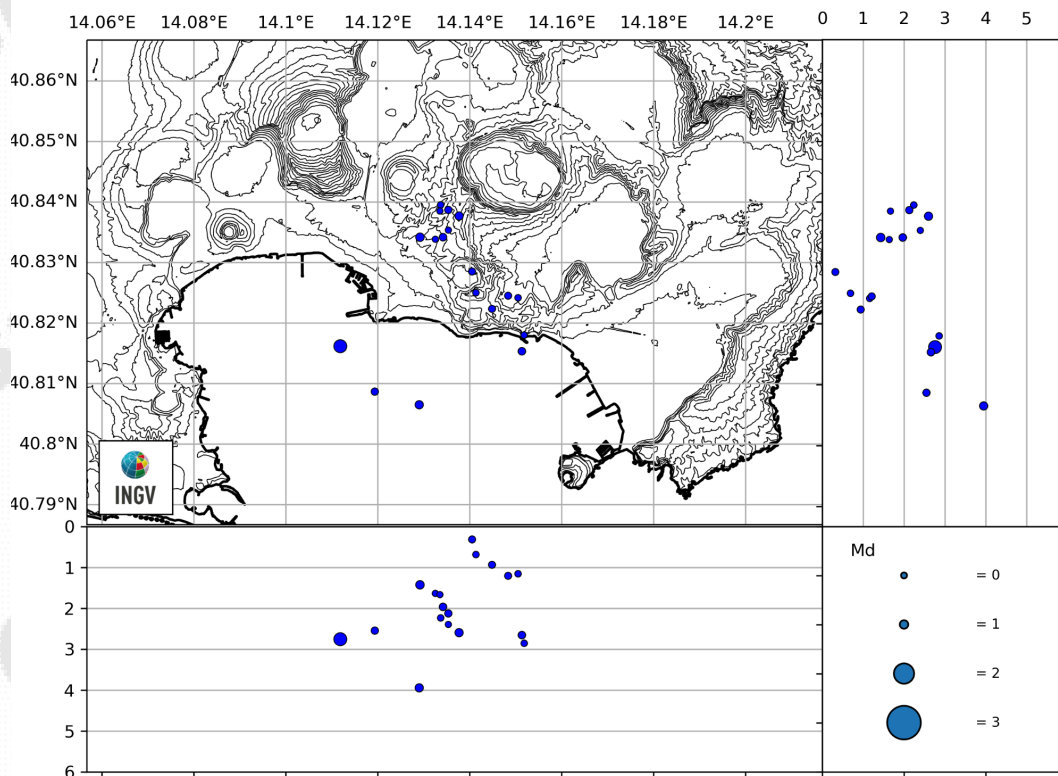 14.06°E 14.08°E 14.1°E 14.12°E 14.14°E 14.16°E 14.18°E 14.2°E 0 1 2 3 4 5
40.86°N
40.85°N
40.84°N
40.83°N
40.82°N
40.81°N
40.8°N
40.79°N
INGV
0
1
2
3
4
5
6
Md
= 0
= 1
= 2
= 3